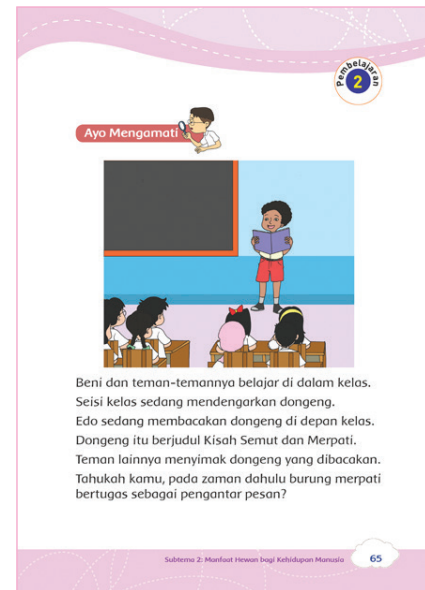 Pembelajaran
2
Ayo Mengamati
Beni dan teman-temannya belajar di dalam kelas.
Seisi kelas sedang mendengarkan dongeng.
Edo sedang membacakan dongeng di depan kelas.
Dongeng itu berjudul Kisah Semut dan Merpati.
Teman lainnya menyimak dongeng yang dibacakan.
Tahukah kamu, pada zaman dahulu burung merpati
bertugas sebagai pengantar pesan?
Subtema 2: Manfaat Hewan bagi Kehidupan Manusia 65